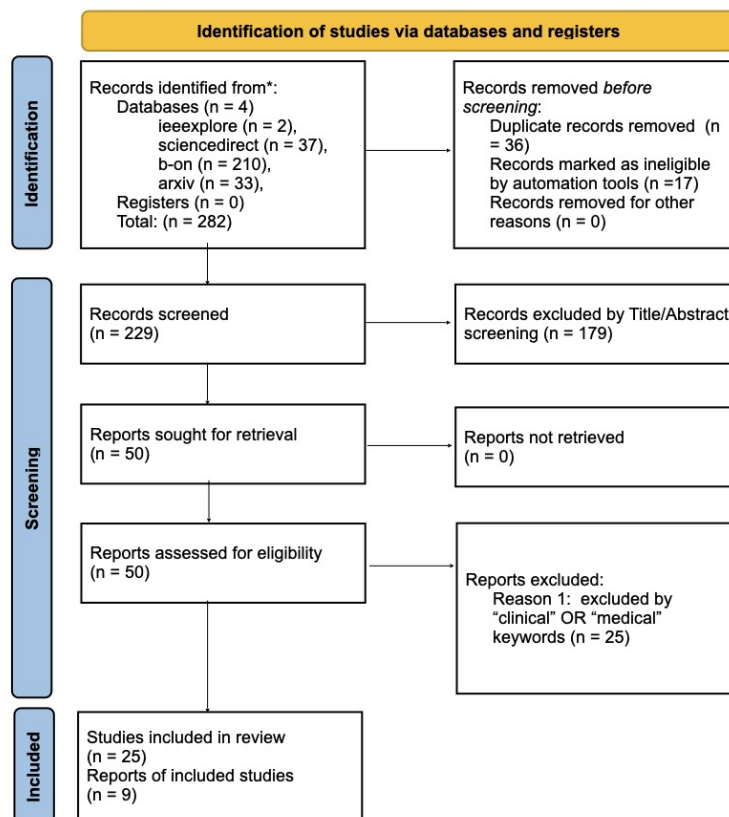 Identification of studies via databases and registers
Identification
Records identified from*:
Databases (n = 4)
ieeexplore (n = 2),
sciencedirect (n = 37),
b-on (n = 210),
arxiv (n = 33),
Registers (n = 0)
Total: (n = 282)
Records removed before
screening:
Duplicate records removed (n
= 36)
Records marked as ineligible
by automation tools (n =17)
Records removed for other
reasons (n = 0)
Screening
Records screened
(n = 229)
Records excluded by Title/Abstract
screening (n = 179)
Reports sought for retrieval
(n = 50)
Reports not retrieved
(n = 0)
Reports assessed for eligibility
(n = 50)
Reports excluded:
Reason 1: excluded by
“clinical” OR “medical”
keywords (n = 25)
Included
Studies included in review
(n = 25)
Reports of included studies
(n = 9)